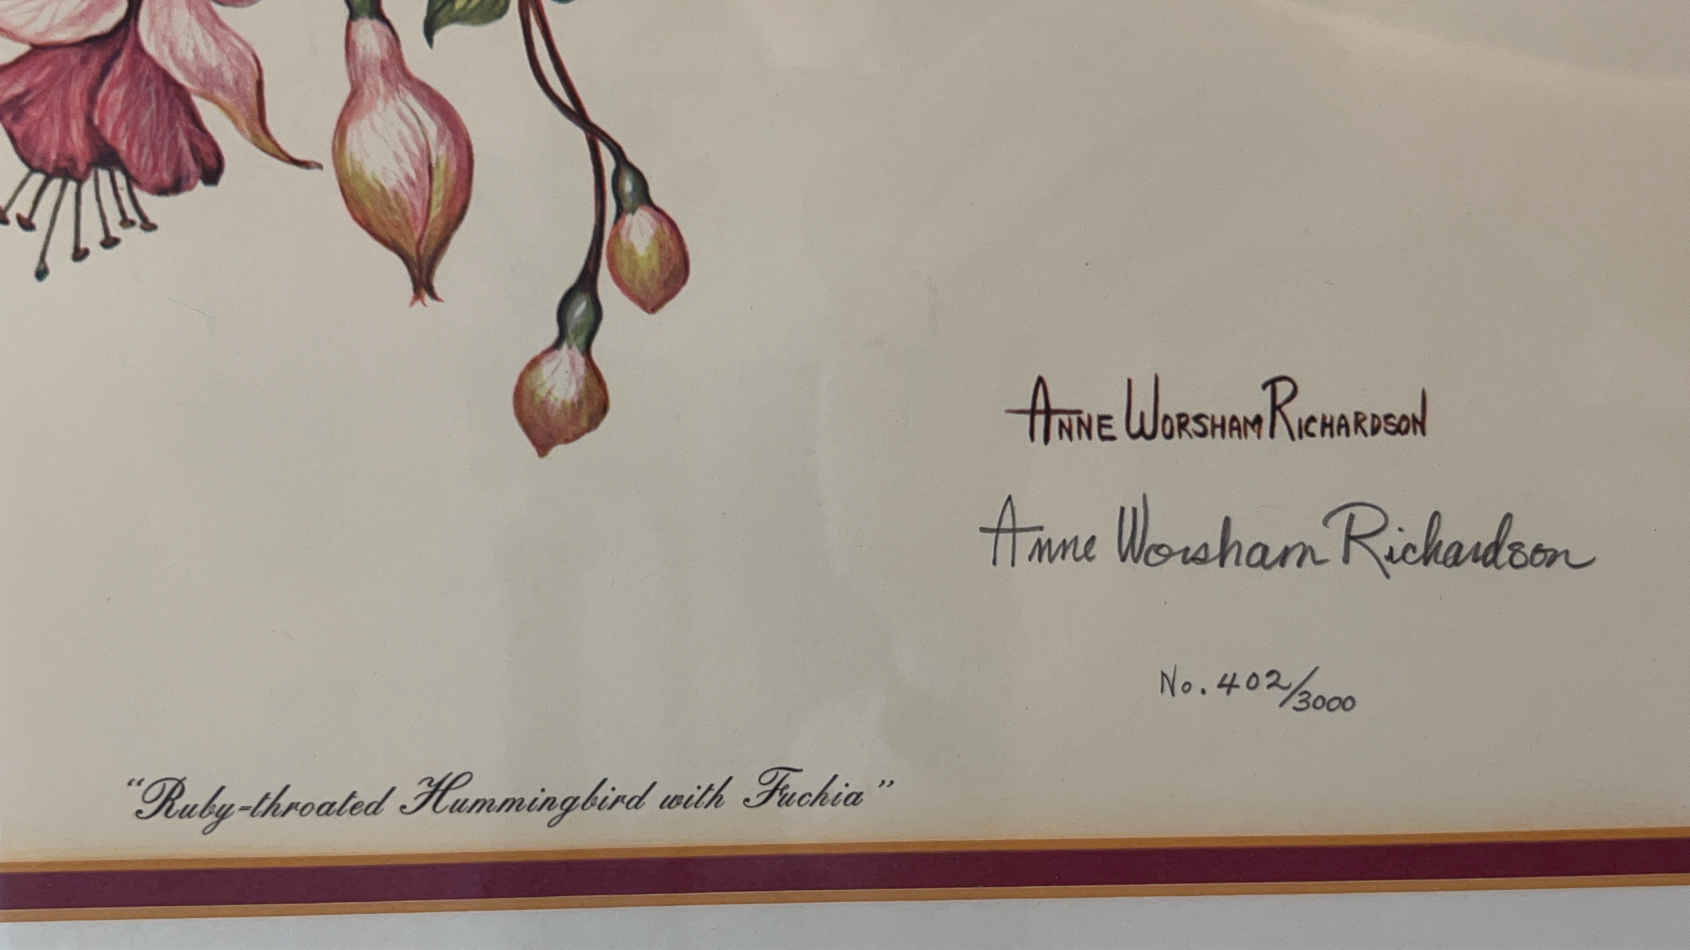 ANNE WORSHAM RICHARDSON
Anne Worsham Richardson
No. 402/3000
"Ruby-throated Hummingbird with Fuchia"